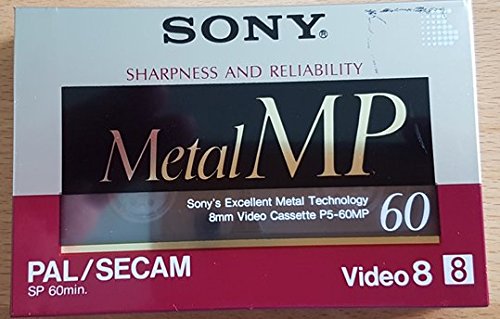 SONY®
SHARPNESS AND RELIABILITY
Metal MP
Sony's Excellent Metal Technology
8mm Video Cassette P5-60MP
60
PAL/SECAM
SP 60min.
Video 8 8